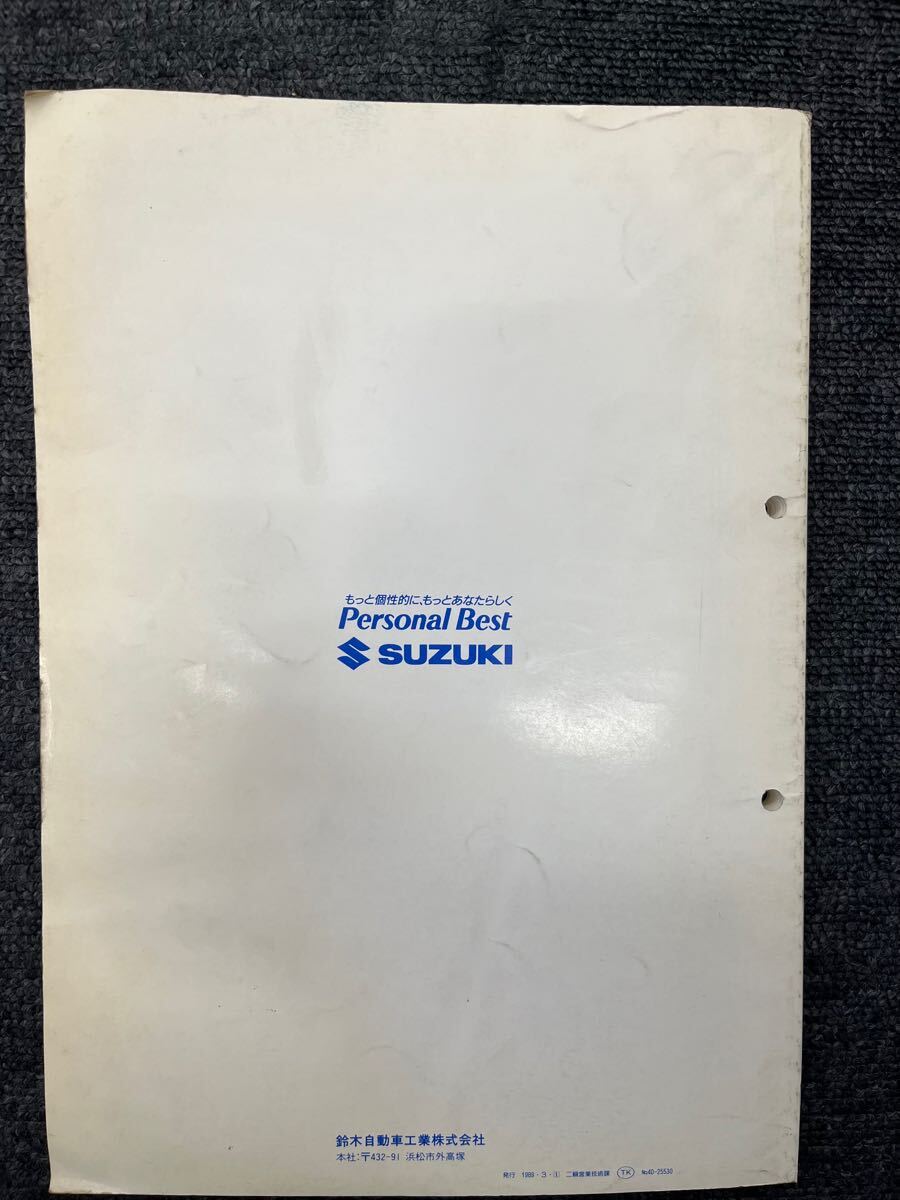 もっと個性的に、もっとあなたらしく
Personal Best
SUZUKI
鈴木自動車工業株式会社
本社:〒432-91 浜松市外高塚
発行 1989・3・① 二輪営業技術課 TK №40-25530